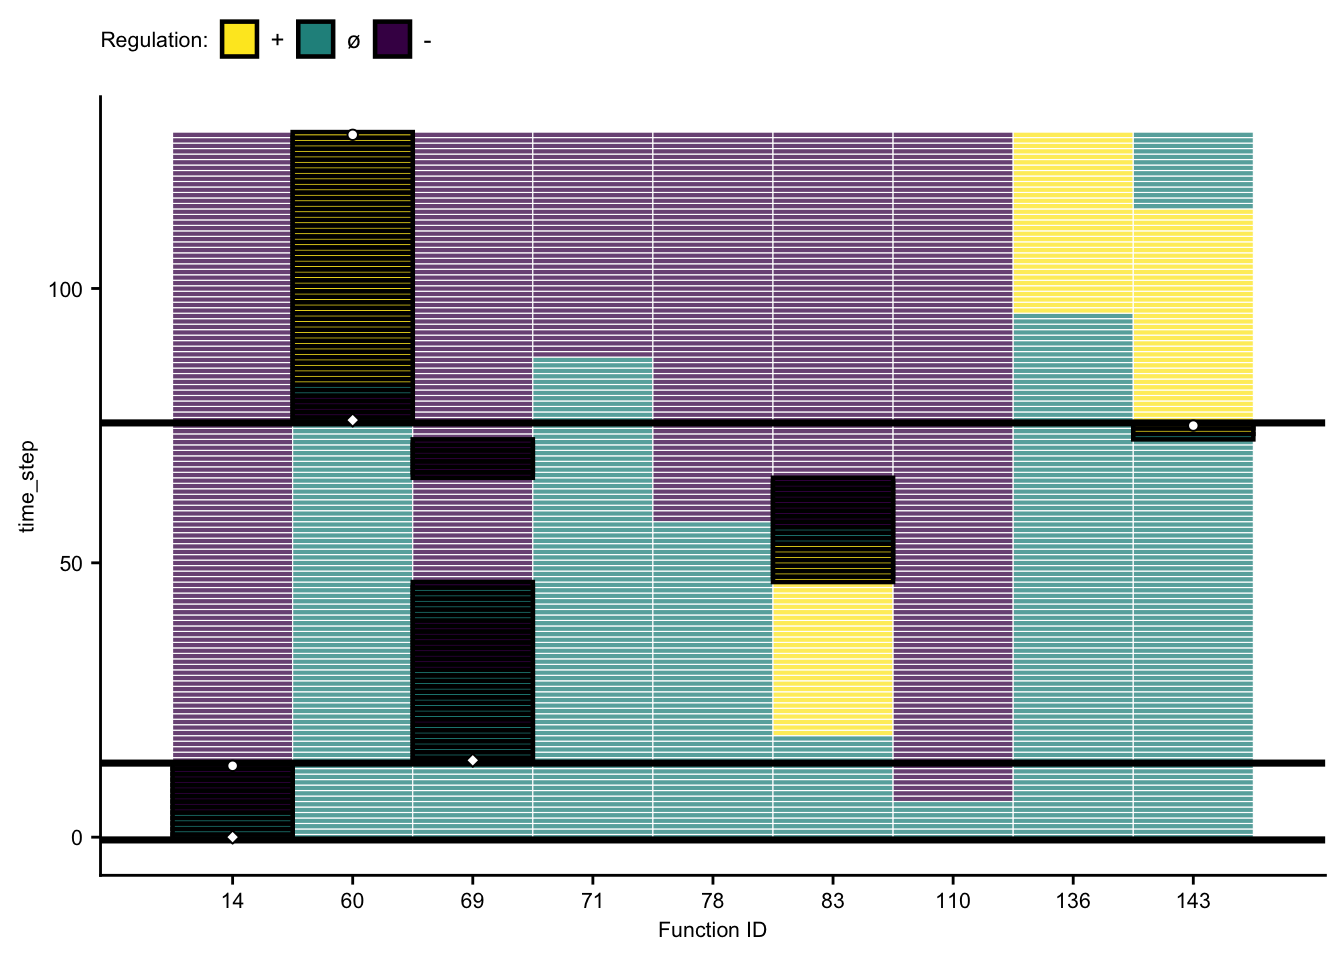 Regulation: + ø -
100
50
0
time_step
14 60 69 71 78 83 110 136 143
Function ID